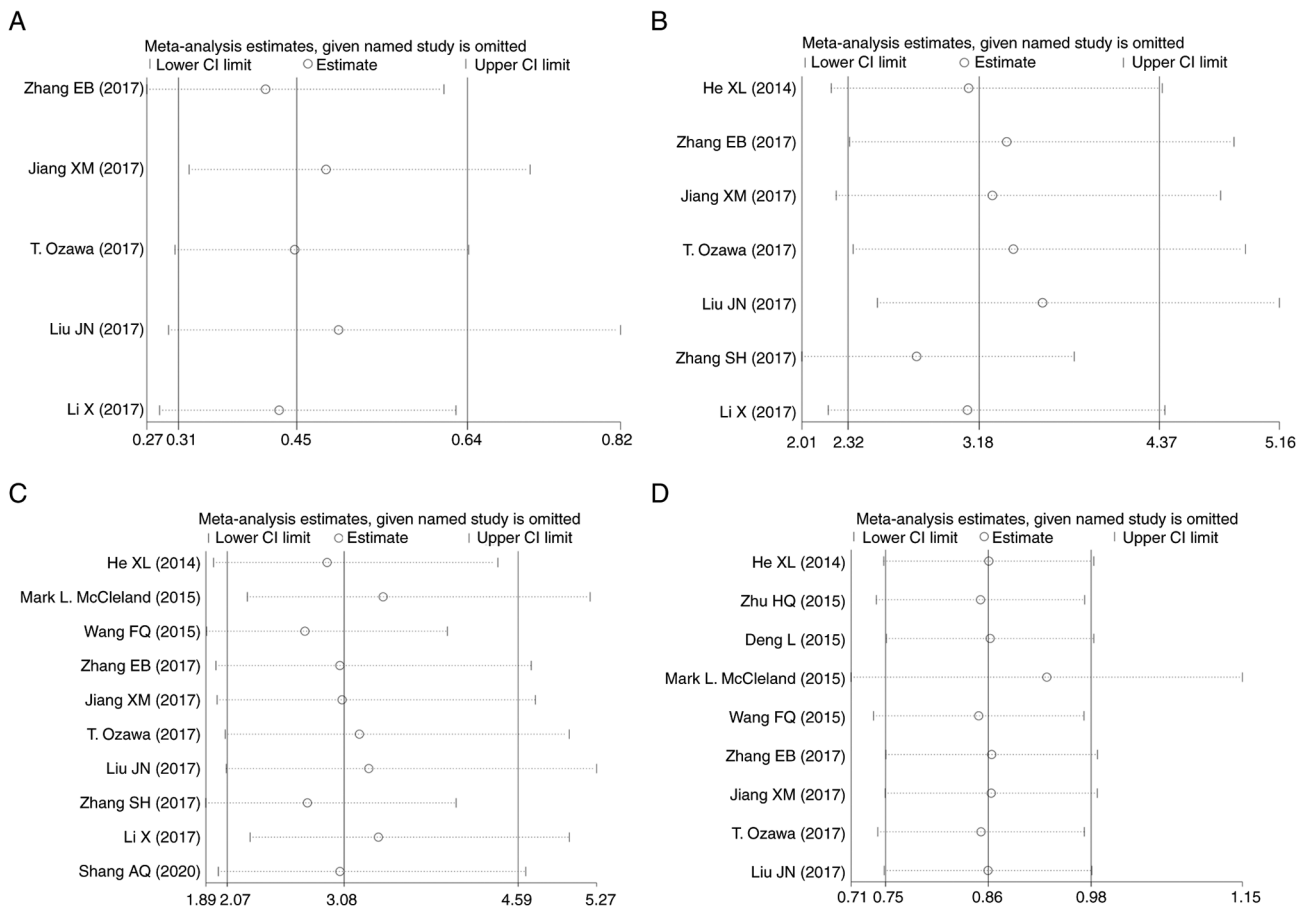 A
Meta-analysis estimates, given named study is omitted
Lower CI limit Estimate Upper CI limit
Zhang EB (2017)
Jiang XM (2017)
T. Ozawa (2017)
Liu JN (2017)
Li X (2017)
0.27 0.31 0.45 0.64 0.82
B
Meta-analysis estimates, given named study is omitted
Lower CI limit Estimate Upper CI limit
He XL (2014)
Zhang EB (2017)
Jiang XM (2017)
T. Ozawa (2017)
Liu JN (2017)
Zhang SH (2017)
Li X (2017)
2.01 2.32 3.18 4.37 5.16
C
Meta-analysis estimates, given named study is omitted
Lower CI limit Estimate Upper CI limit
He XL (2014)
Mark L. McCleland (2015)
Wang FQ (2015)
Zhang EB (2017)
Jiang XM (2017)
T. Ozawa (2017)
Liu JN (2017)
Zhang SH (2017)
Li X (2017)
Shang AQ (2020)
1.89 2.07 3.08 4.59 5.27
D
Meta-analysis estimates, given named study is omitted
Lower CI limit Estimate Upper CI limit
He XL (2014)
Zhu HQ (2015)
Deng L (2015)
Mark L. McCleland (2015)
Wang FQ (2015)
Zhang EB (2017)
Jiang XM (2017)
T. Ozawa (2017)
Liu JN (2017)
0.71 0.75 0.86 0.98 1.15